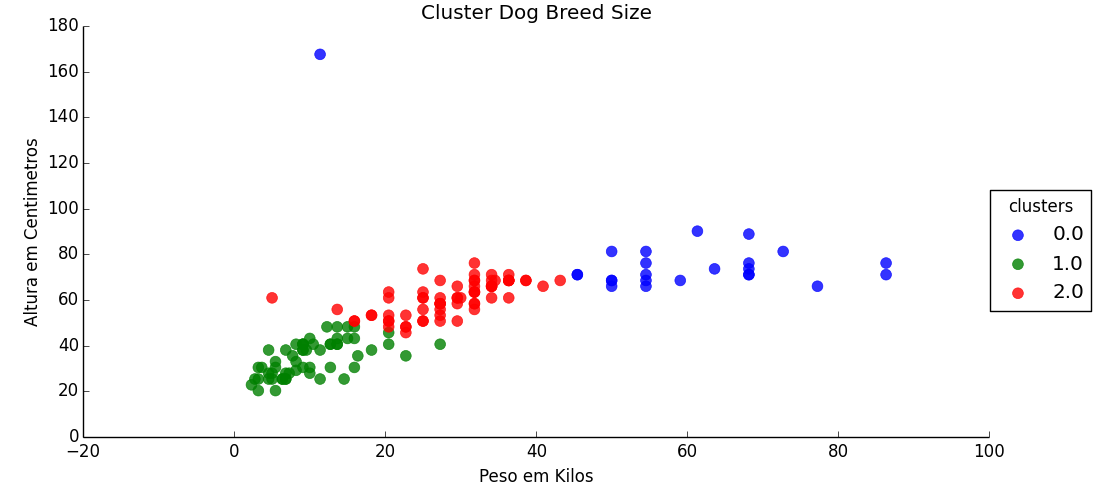 Cluster Dog Breed Size
180
160
140
120
100
80
60
40
20
0
Altura em Centimetros
−20 0 20 40 60 80 100
Peso em Kilos
clusters
0.0
1.0
2.0